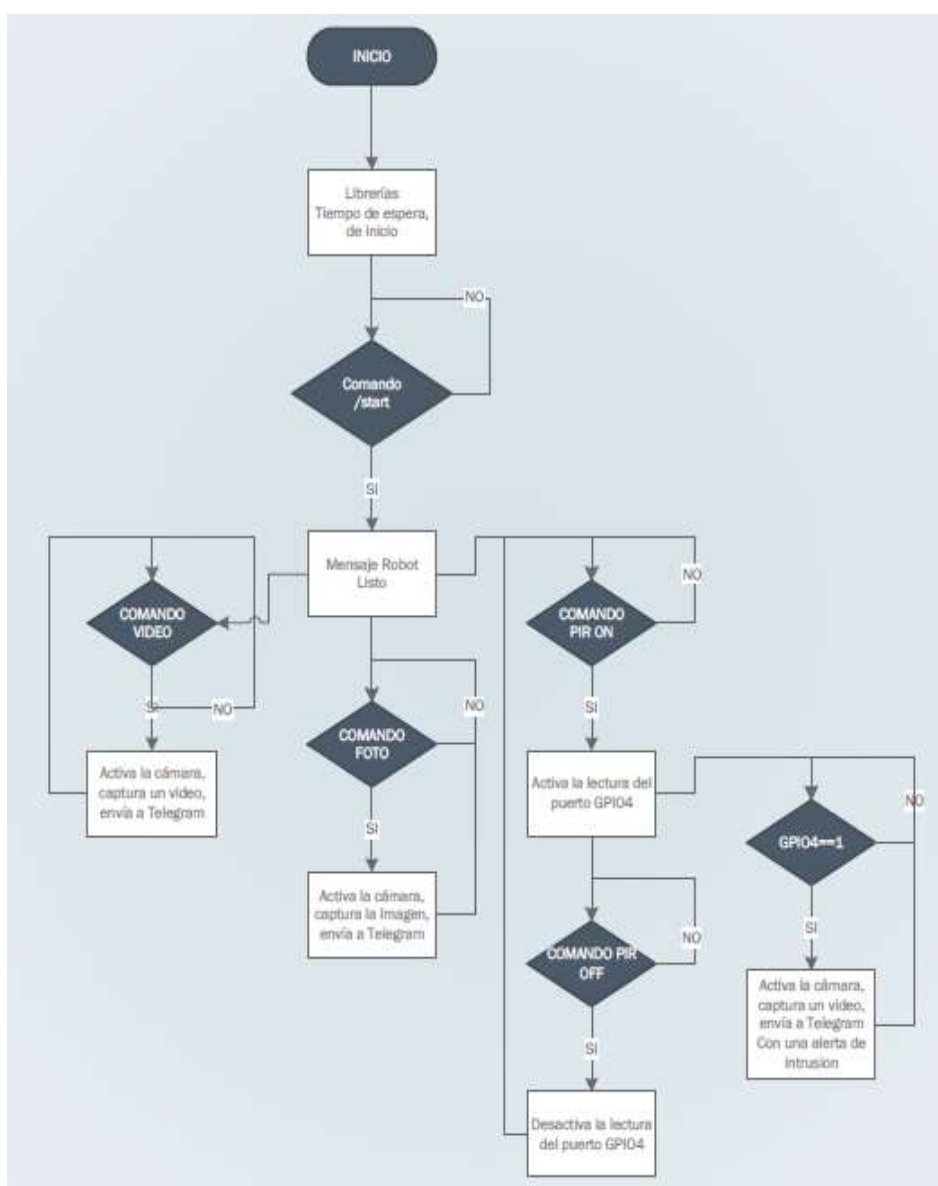 INICIO
Librerías
Tiempo de espera,
de inicio
NO
Comando
/start
SI
Mensaje Robot
Listo
COMANDO
VIDEO
SI
NO
Activa la cámara,
captura un video,
envía a Telegram
COMANDO
FOTO
NO
SI
Activa la cámara,
captura la imagen,
envía a Telegram
NO
COMANDO
PIR ON
SI
Activa la lectura del
puerto GPIO4
NO
COMANDO PIR
OFF
SI
Desactiva la lectura
del puerto GPIO4
NO
GPIO4==1
SI
Activa la cámara,
captura un video,
envía a Telegram
Con una alerta de
intrusion